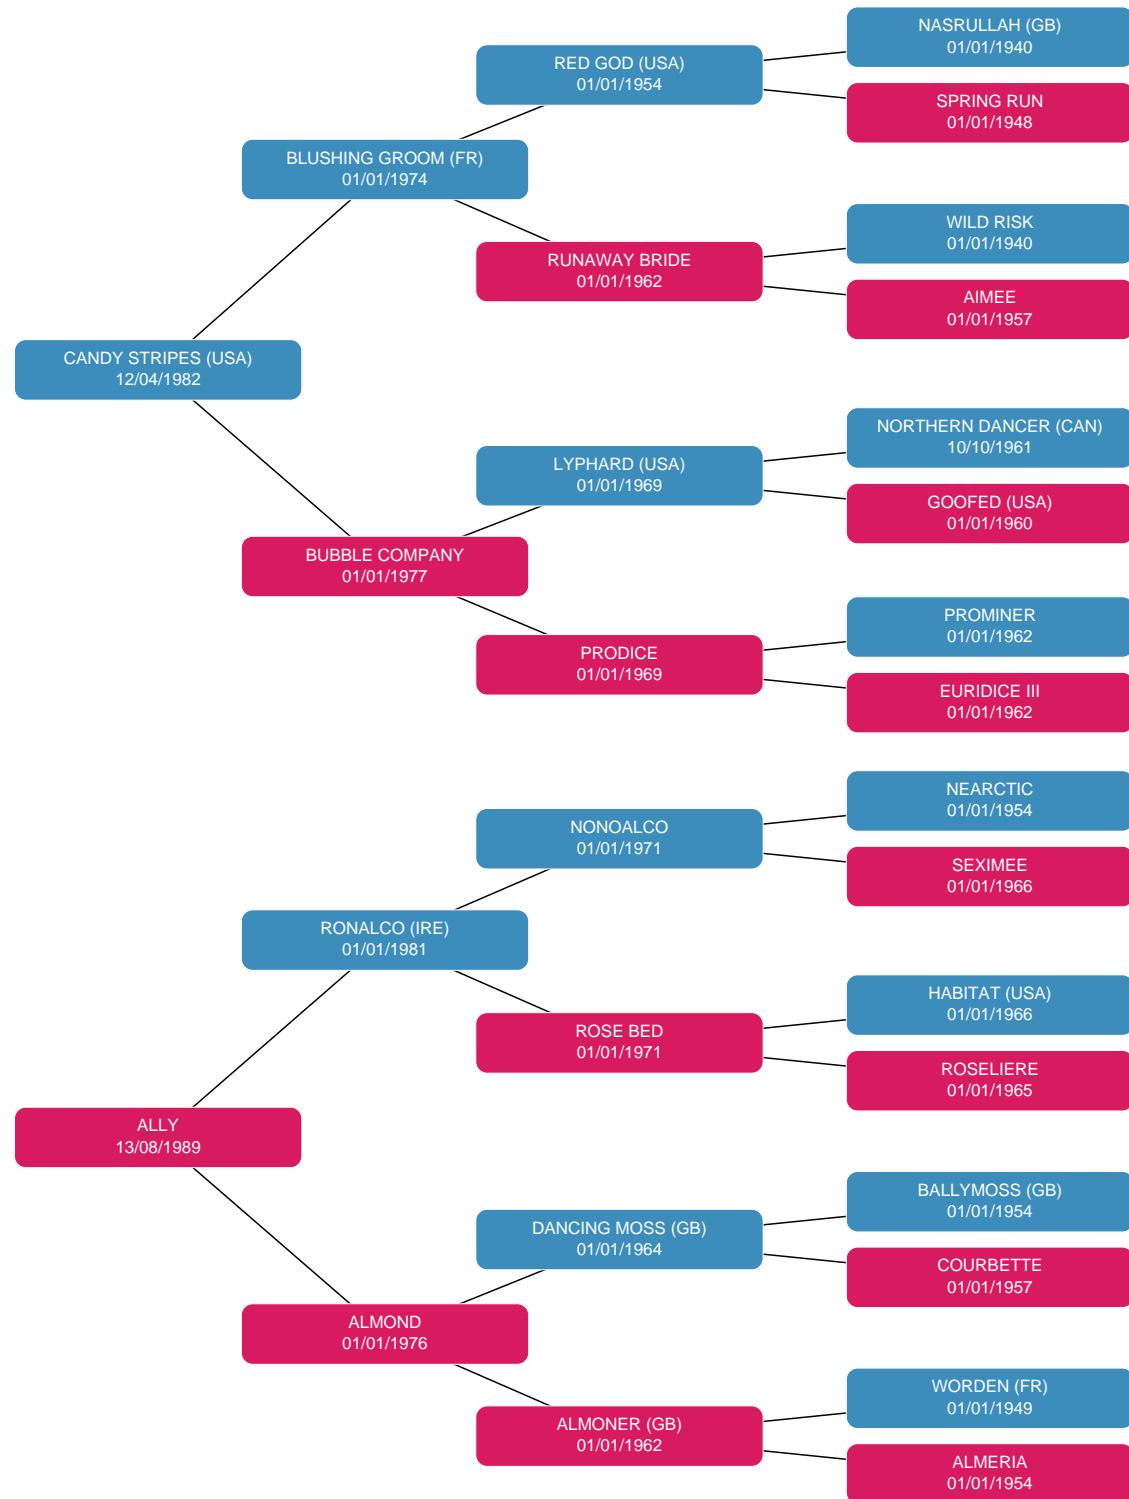 NASRULLAH (GB)
01/01/1940
RED GOD (USA)
01/01/1954
SPRING RUN
01/01/1948
BLUSHING GROOM (FR)
01/01/1974
WILD RISK
01/01/1940
RUNAWAY BRIDE
01/01/1962
AIMEE
01/01/1957
CANDY STRIPES (USA)
12/04/1982
NORTHERN DANCER (CAN)
10/10/1961
LYPHARD (USA)
01/01/1969
GOOFED (USA)
01/01/1960
BUBBLE COMPANY
01/01/1977
PROMINER
01/01/1962
PRODICE
01/01/1969
EURIDICE III
01/01/1962
NEARCTIC
01/01/1954
NONOALCO
01/01/1971
SEXIMEE
01/01/1966
RONALCO (IRE)
01/01/1981
HABITAT (USA)
01/01/1966
ROSE BED
01/01/1971
ROSELIERE
01/01/1965
ALLY
13/08/1989
BALLYMOSS (GB)
01/01/1954
DANCING MOSS (GB)
01/01/1964
COURBETTE
01/01/1957
ALMOND
01/01/1976
WORDEN (FR)
01/01/1949
ALMONER (GB)
01/01/1962
ALMERIA
01/01/1954